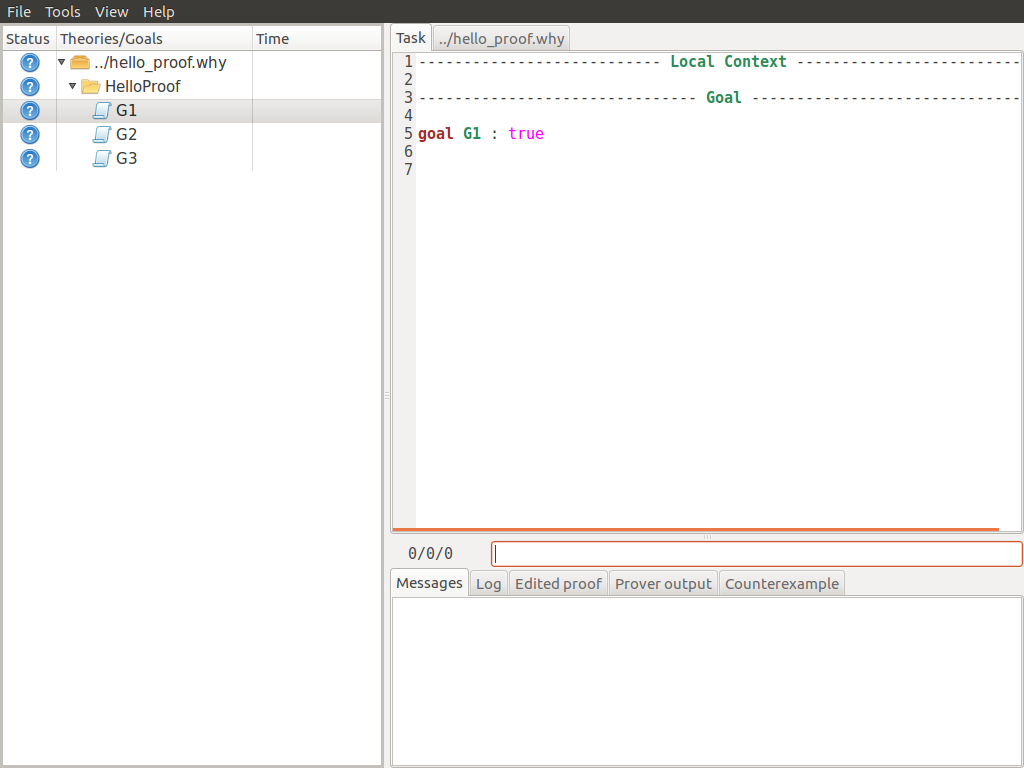 File Tools View Help
Status Theories/Goals Time
../hello_proof.why
HelloProof
G1
G2
G3
Task ../hello_proof.why
1 --------------------------- Local Context -------------------------
2
3 ------------------------------- Goal ------------------------------
4
5 goal G1 : true
6
7
0/0/0
Messages Log Edited proof Prover output Counterexample